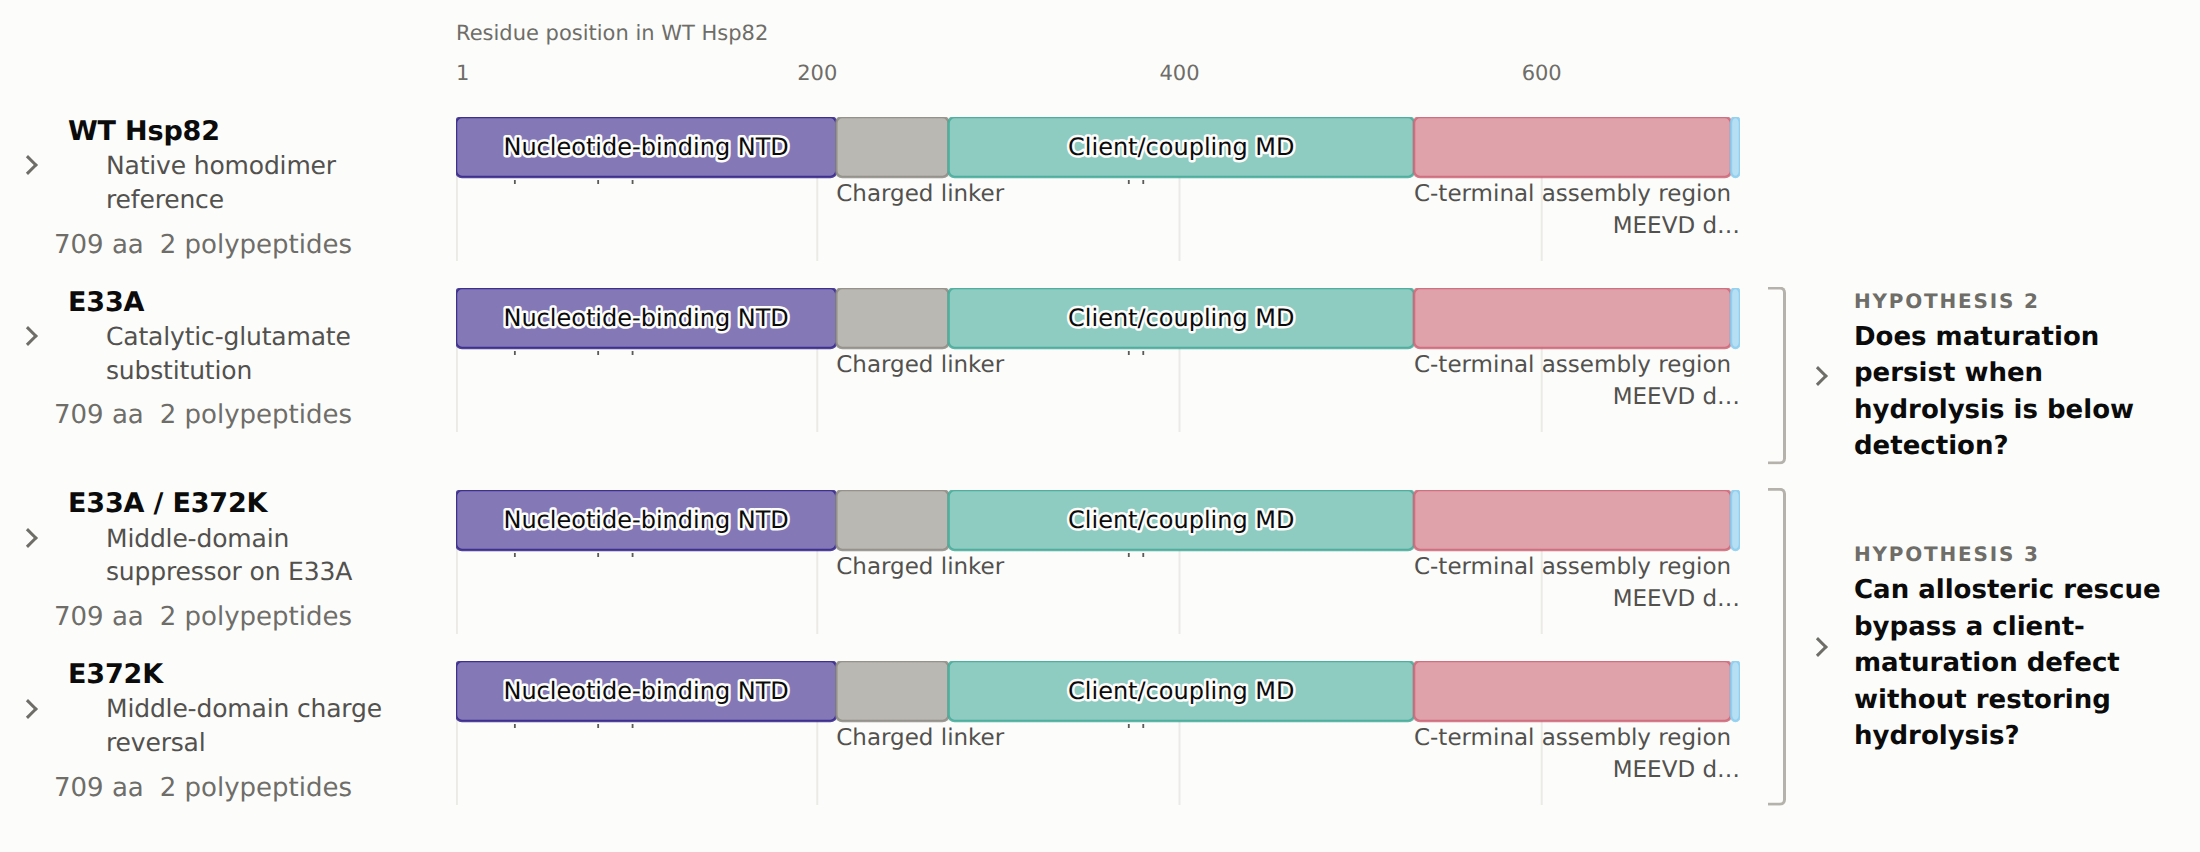 Residue position in WT Hsp82
1 200 400 600
WT Hsp82
Native homodimer
reference
709 aa 2 polypeptides
Nucleotide-binding NTD
Client/coupling MD
Charged linker
C-terminal assembly region
MEEVD d…
E33A
Catalytic-glutamate
substitution
709 aa 2 polypeptides
Nucleotide-binding NTD
Client/coupling MD
Charged linker
C-terminal assembly region
MEEVD d…
HYPOTHESIS 2
Does maturation
persist when
hydrolysis is below
detection?
E33A / E372K
Middle-domain
suppressor on E33A
709 aa 2 polypeptides
Nucleotide-binding NTD
Client/coupling MD
Charged linker
C-terminal assembly region
MEEVD d…
E372K
Middle-domain charge
reversal
709 aa 2 polypeptides
Nucleotide-binding NTD
Client/coupling MD
Charged linker
C-terminal assembly region
MEEVD d…
HYPOTHESIS 3
Can allosteric rescue
bypass a client-
maturation defect
without restoring
hydrolysis?